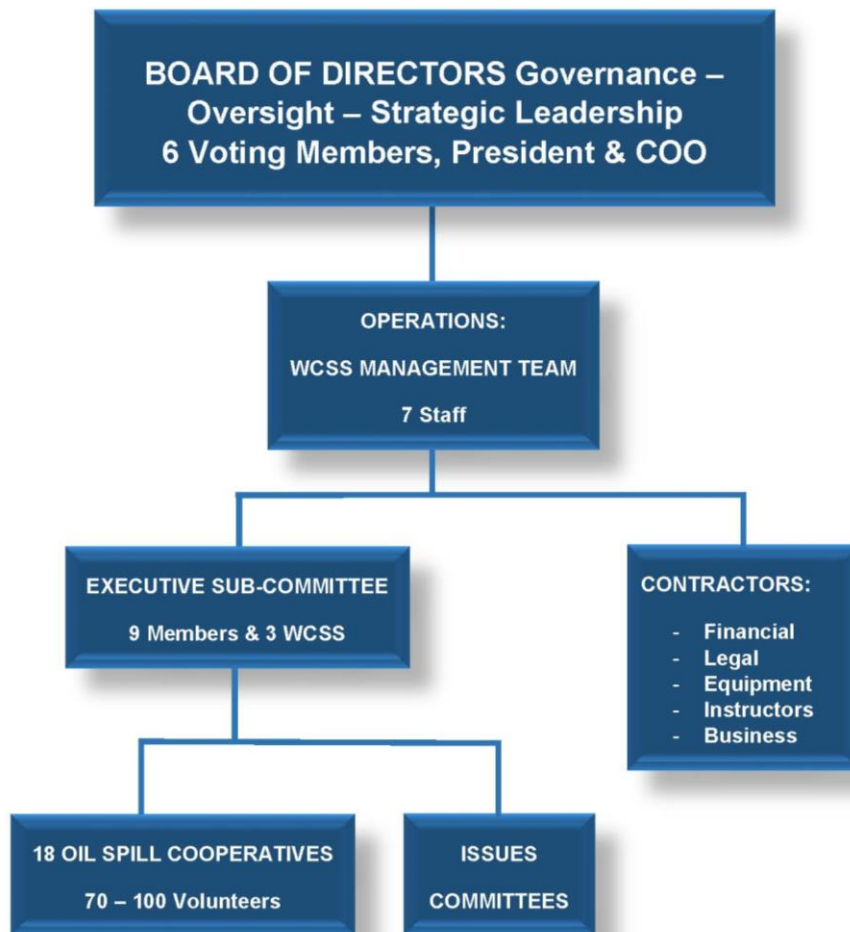 BOARD OF DIRECTORS Governance –
Oversight – Strategic Leadership
6 Voting Members, President & COO
OPERATIONS:
WCSS MANAGEMENT TEAM
7 Staff
EXECUTIVE SUB-COMMITTEE
9 Members & 3 WCSS
CONTRACTORS:
- Financial
- Legal
- Equipment
- Instructors
- Business
18 OIL SPILL COOPERATIVES
70 – 100 Volunteers
ISSUES
COMMITTEES